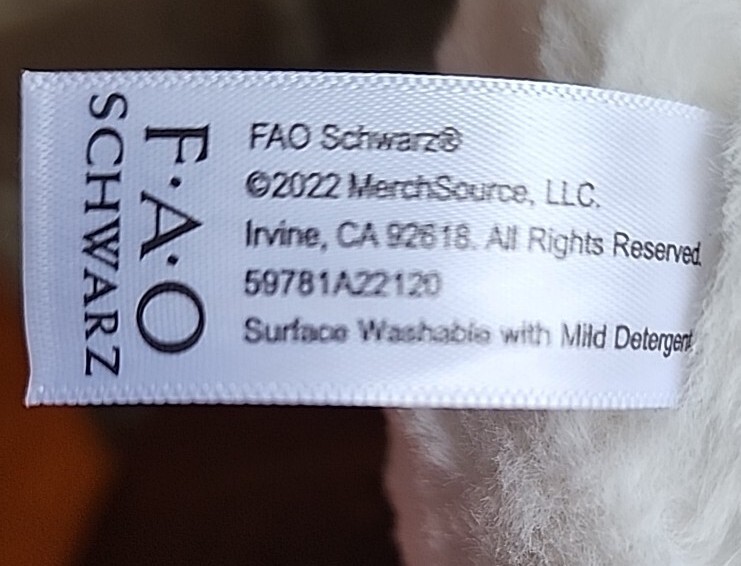 F·A·O
SCHWARZ
FAO Schwarz®
©2022 MerchSource, LLC.
Irvine, CA 92618. All Rights Reserved.
59781A22120
Surface Washable with Mild Detergent